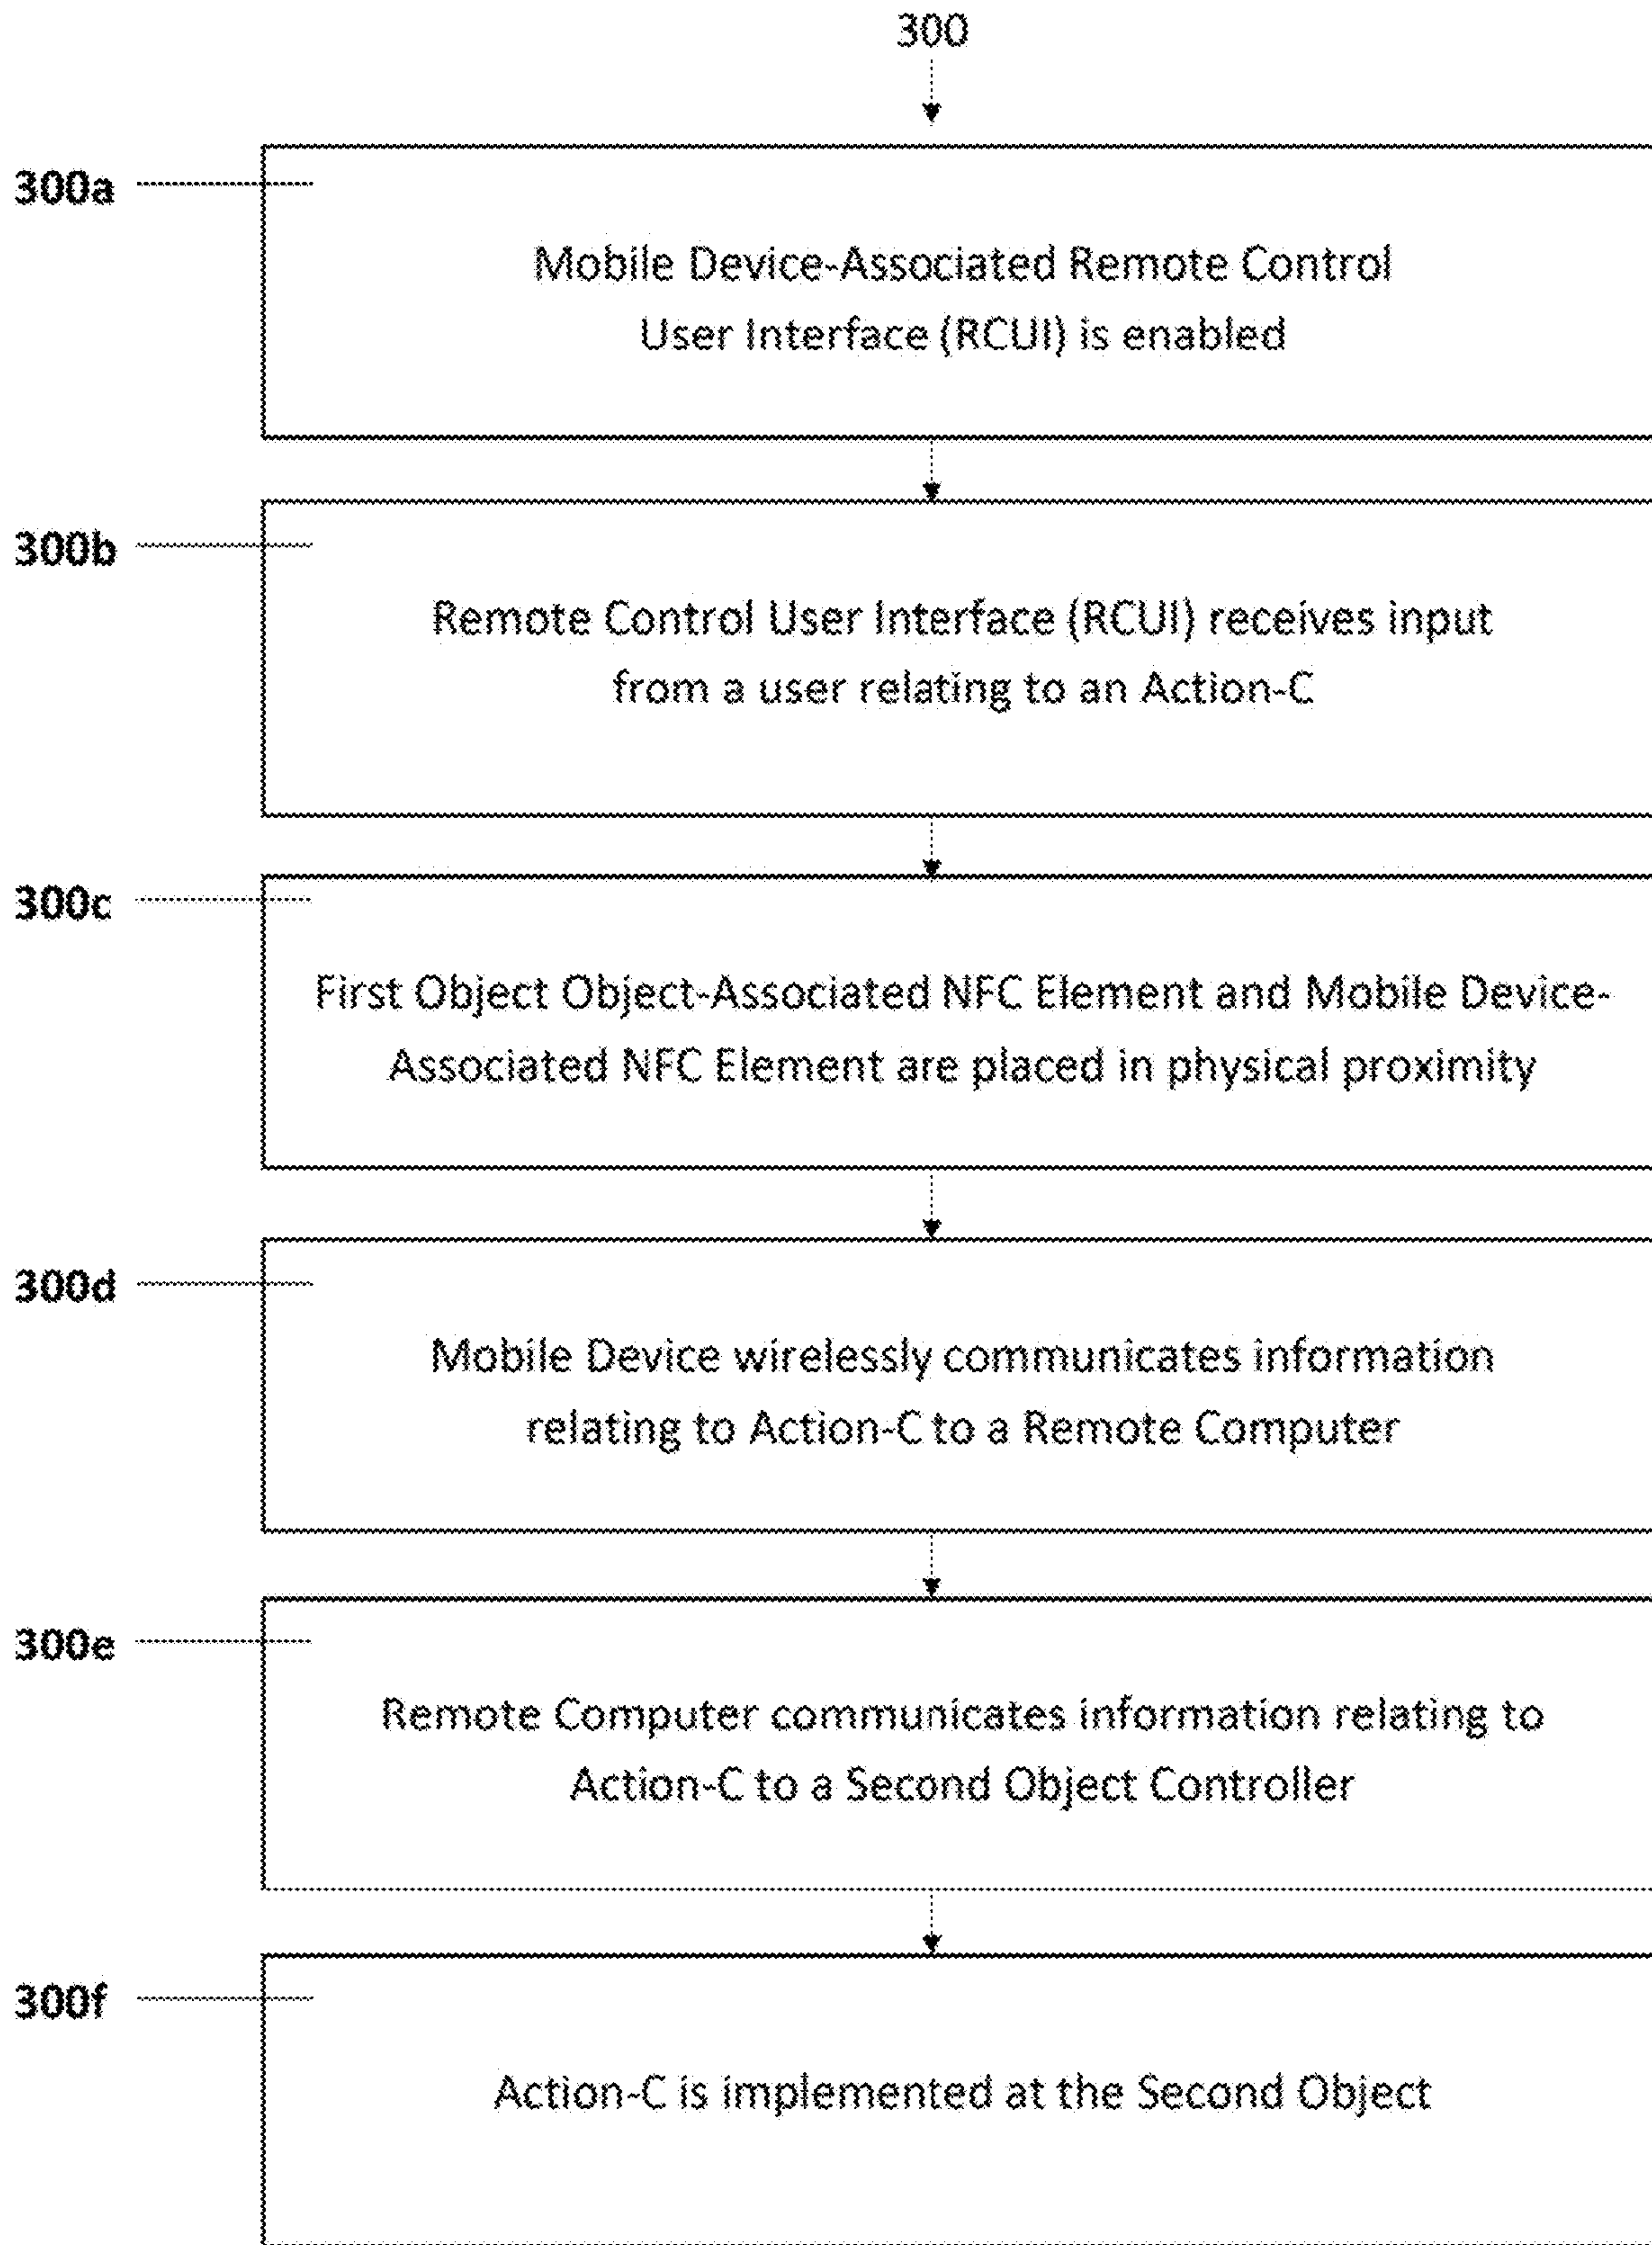 300
300a
Mobile Device-Associated Remote Control
User Interface (RCUI) is enabled
300b
Remote Control User Interface (RCUI) receives input
from a user relating to an Action-C
300c
First Object Object-Associated NFC Element and Mobile Device-
Associated NFC Element are placed in physical proximity
300d
Mobile Device wirelessly communicates information
relating to Action-C to a Remote Computer
300e
Remote Computer communicates information relating to
Action-C to a Second Object Controller
300f
Action-C is implemented at the Second Object